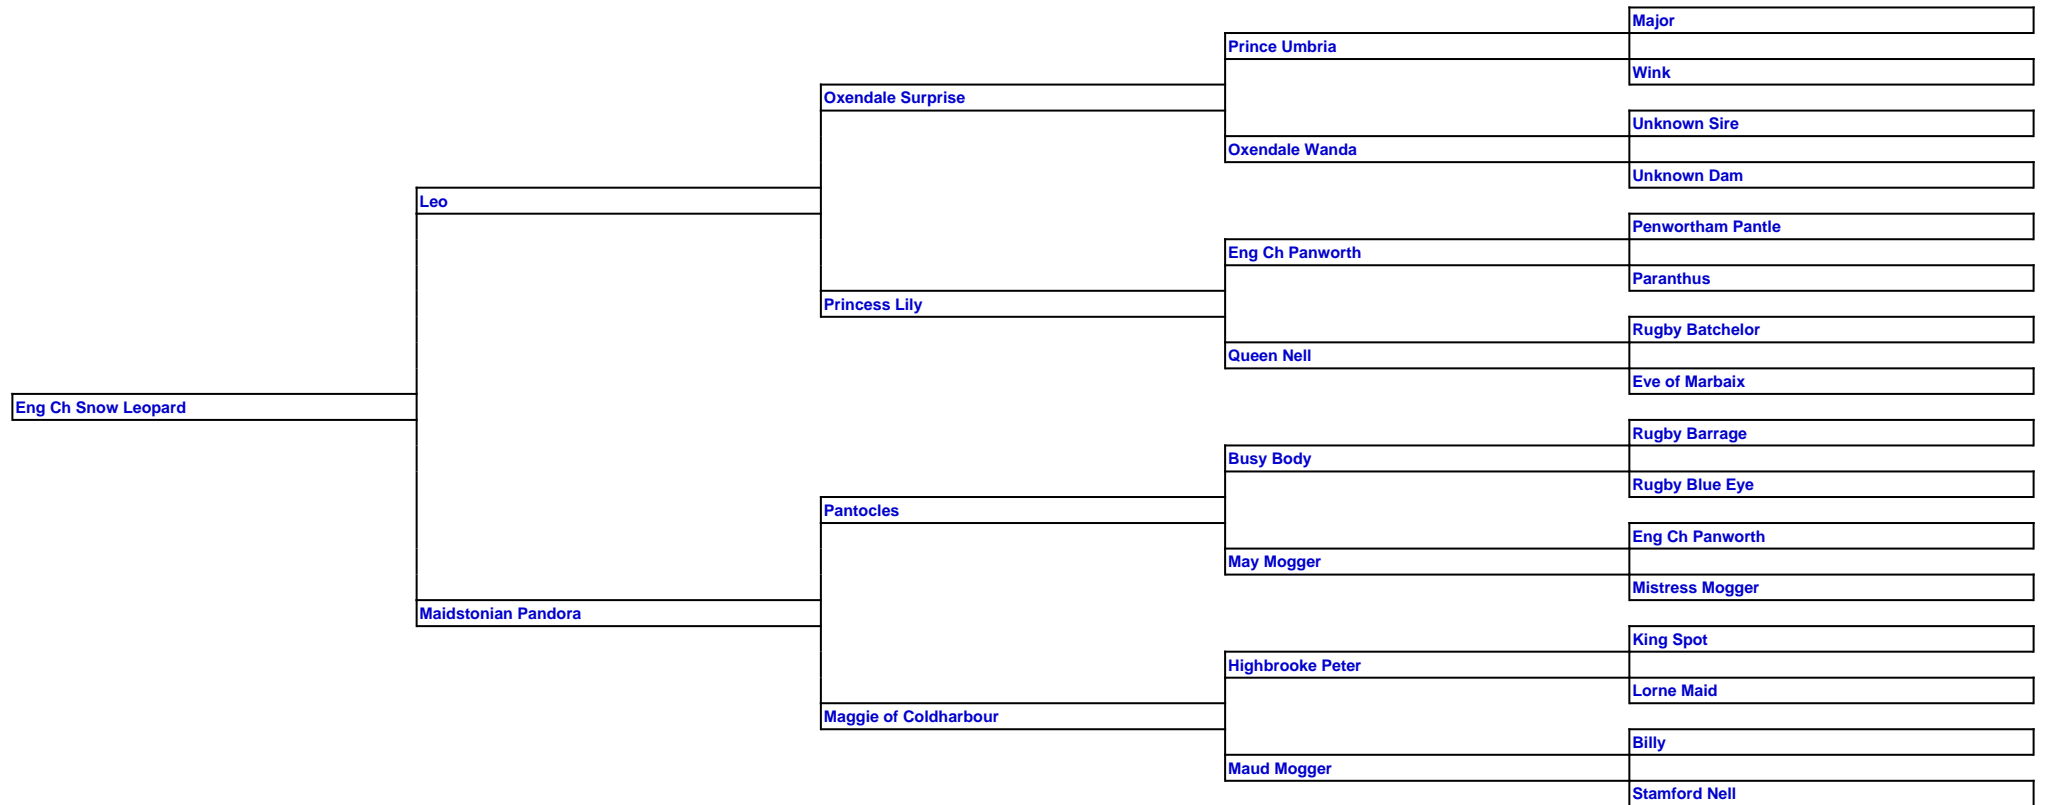 Major
Prince Umbria
Wink
Oxendale Surprise
Unknown Sire
Oxendale Wanda
Unknown Dam
Leo
Penwortham Pantle
Eng Ch Panworth
Paranthus
Princess Lily
Rugby Batchelor
Queen Nell
Eve of Marbaix
Eng Ch Snow Leopard
Rugby Barrage
Busy Body
Rugby Blue Eye
Pantocles
Eng Ch Panworth
May Mogger
Mistress Mogger
Maidstonian Pandora
King Spot
Highbrooke Peter
Lorne Maid
Maggie of Coldharbour
Billy
Maud Mogger
Stamford Nell